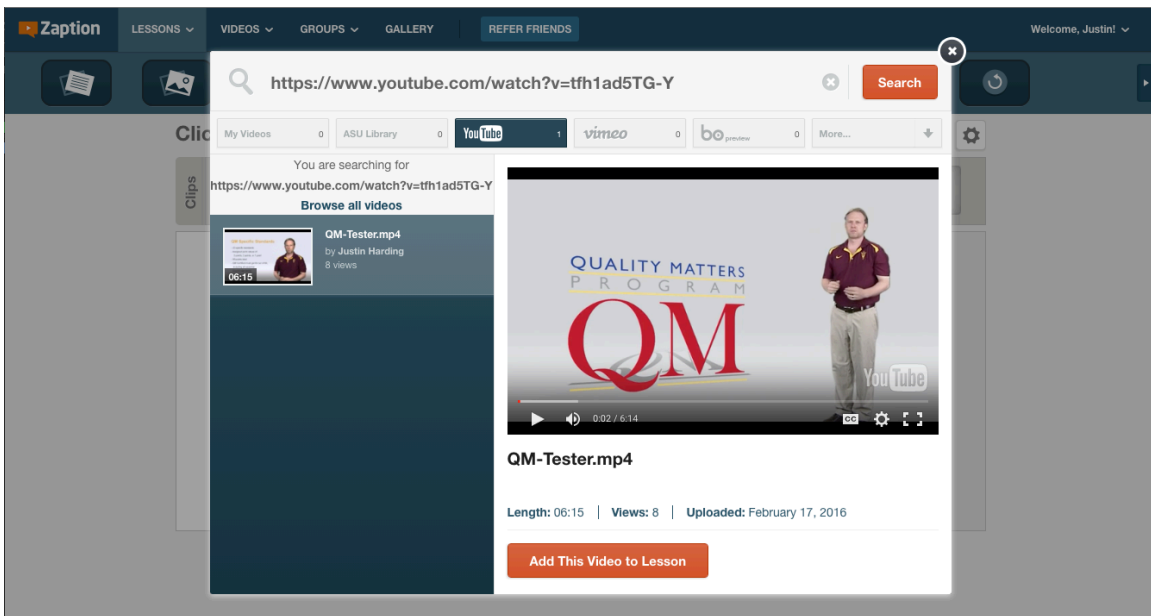 Zaption
LESSONS
VIDEOS
GROUPS
GALLERY
REFER FRIENDS
Welcome, Justin!
https://www.youtube.com/watch?v=tfh1ad5TG-Y
Search
Clic
My Videos 0
ASU Library 0
YouTube 1
vimeo 0
bo preview 0
More...
Clips
You are searching for
https://www.youtube.com/watch?v=tfh1ad5TG-Y
Browse all videos
QM-Tester.mp4
by Justin Harding
8 views
06:15
QUALITY MATTERS
PROGRAM
QM
YouTube
0:02 / 6:14
CC
QM-Tester.mp4
Length: 06:15 | Views: 8 | Uploaded: February 17, 2016
Add This Video to Lesson